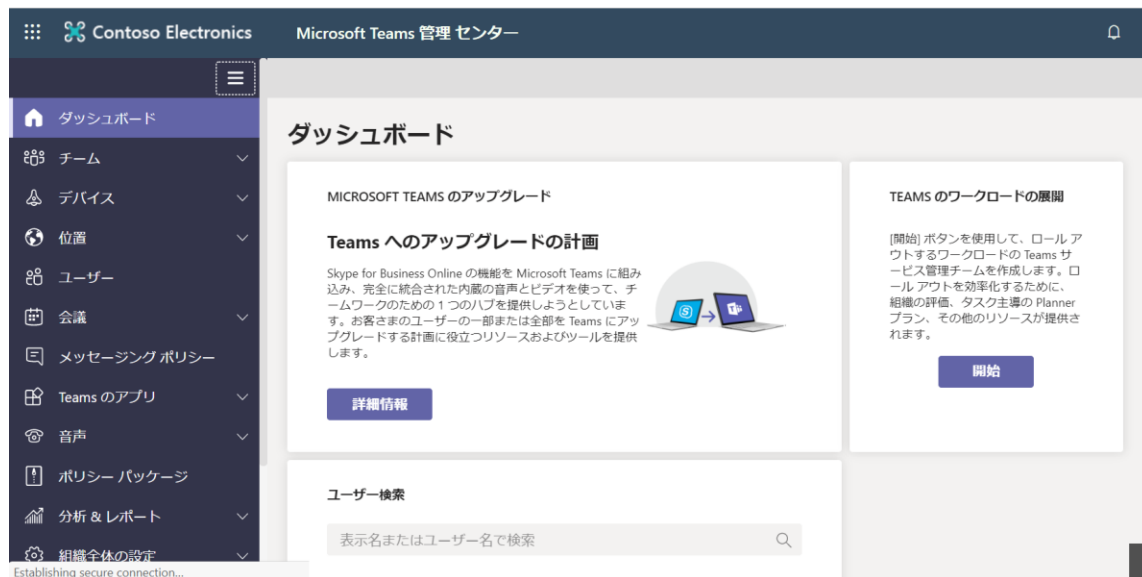 Contoso Electronics
Microsoft Teams 管理 センター
ダッシュボード
チーム
デバイス
位置
ユーザー
会議
メッセージング ポリシー
Teams のアプリ
音声
ポリシー パッケージ
分析 & レポート
組織全体の設定
Establishing secure connection...
ダッシュボード
MICROSOFT TEAMS のアップグレード
Teams へのアップグレードの計画
Skype for Business Online の機能を Microsoft Teams に組み
込み、完全に統合された内蔵の音声とビデオを使って、チ
ームワークのための 1 つのハブを提供しようとしていま
す。お客さまのユーザーの一部または全部を Teams にアッ
プグレードする計画に役立つリソースおよびツールを提供
します。
詳細情報
TEAMS のワークロードの展開
[開始] ボタンを使用して、ロール ア
ウトするワークロードの Teams サ
ービス管理チームを作成します。ロ
ール アウトを効率化するために、
組織の評価、タスク主導の Planner
プラン、その他のリソースが提供さ
れます。
開始
ユーザー検索
表示名またはユーザー名で検索